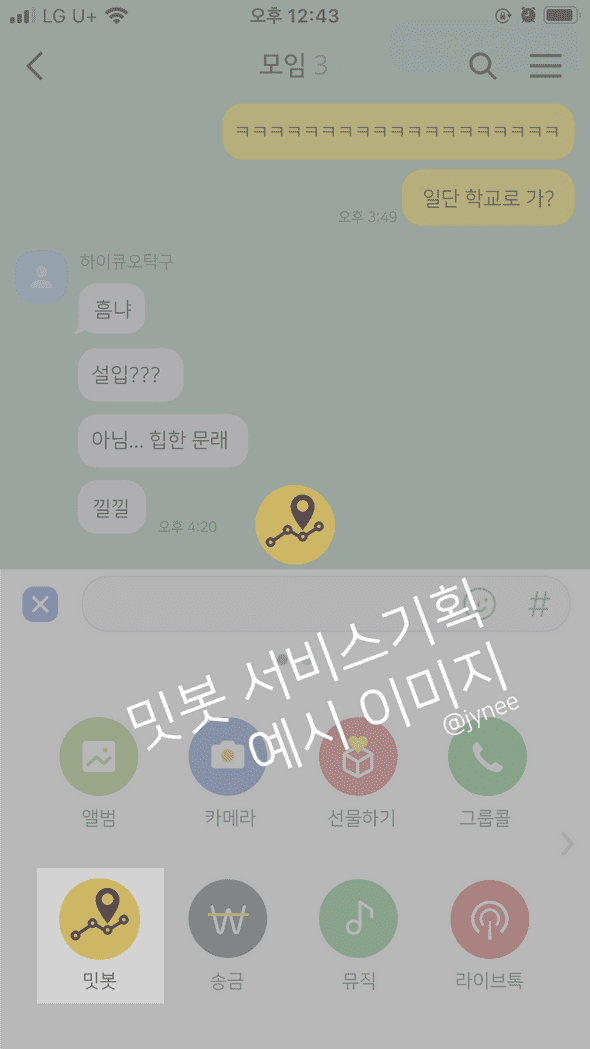 LG U+ 오후 12:43
모임 3
ㅋㅋㅋㅋㅋㅋㅋㅋㅋㅋㅋㅋㅋㅋㅋㅋㅋㅋㅋ
일단 학교로 가?
오후 3:49
하이큐오탁구
흠냐
설입???
아님... 힙한 문래
낄낄
오후 4:20
#
밋봇 서비스기획
예시 이미지
@jynee
앨범 카메라 선물하기 그룹콜
밋봇 송금 뮤직 라이브톡